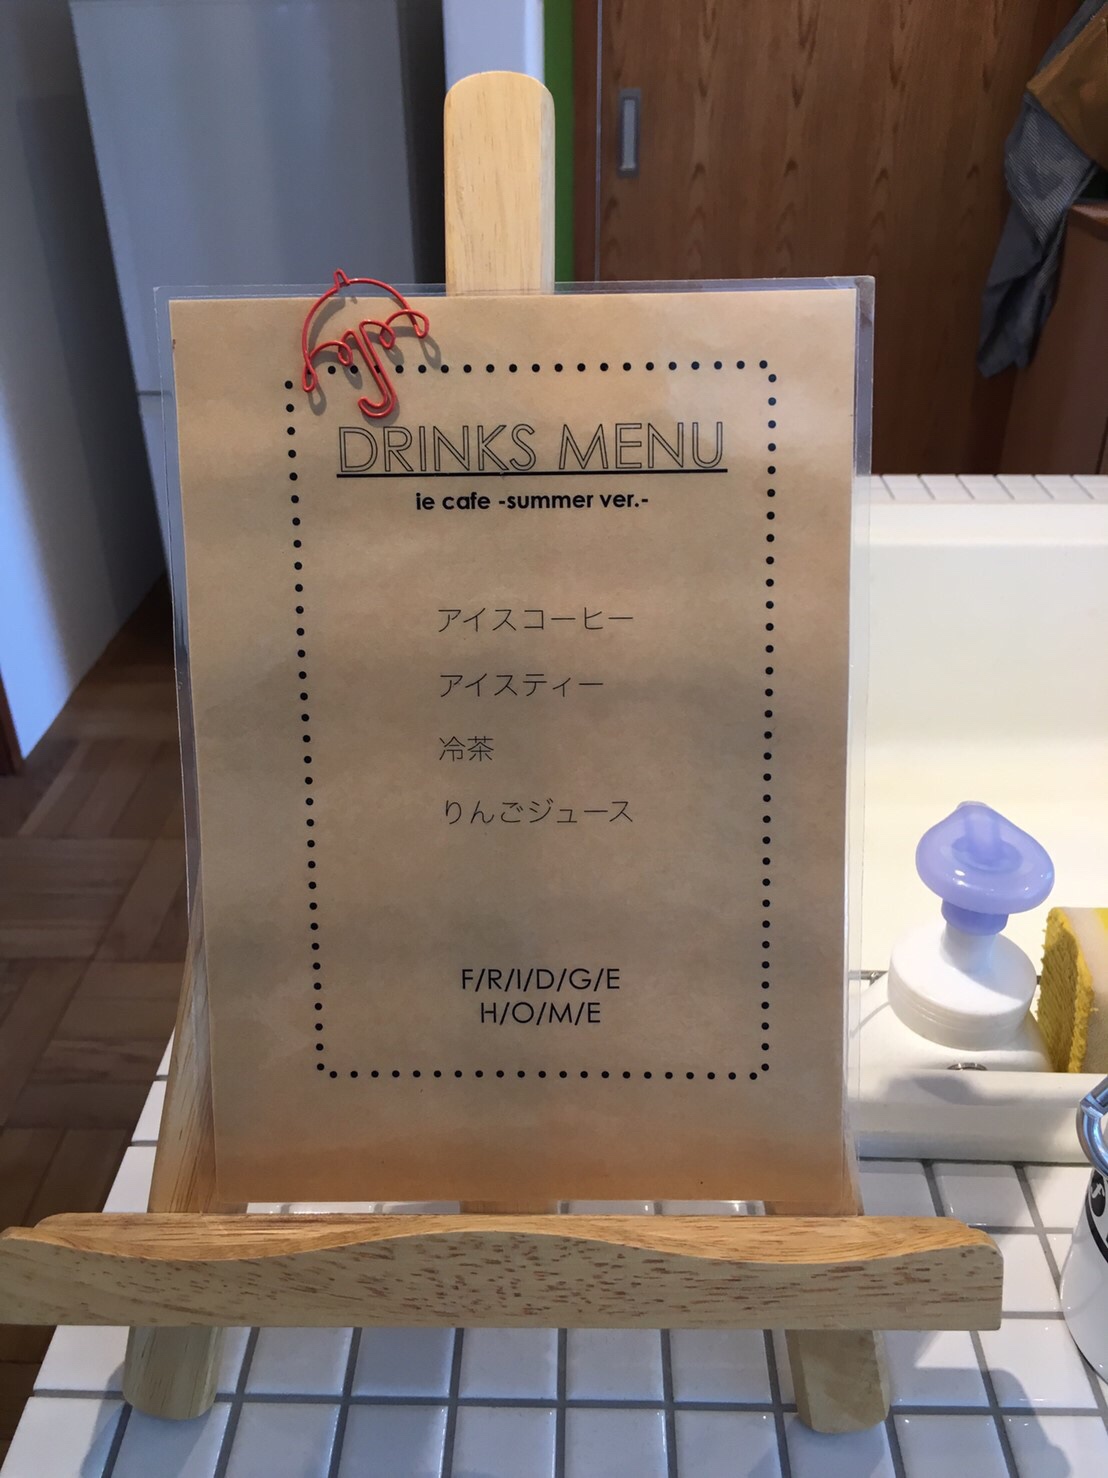 DRINKS MENU
ie cafe -summer ver.-
アイスコーヒー
アイスティー
冷茶
りんごジュース
F/R/I/D/G/E
H/O/M/E